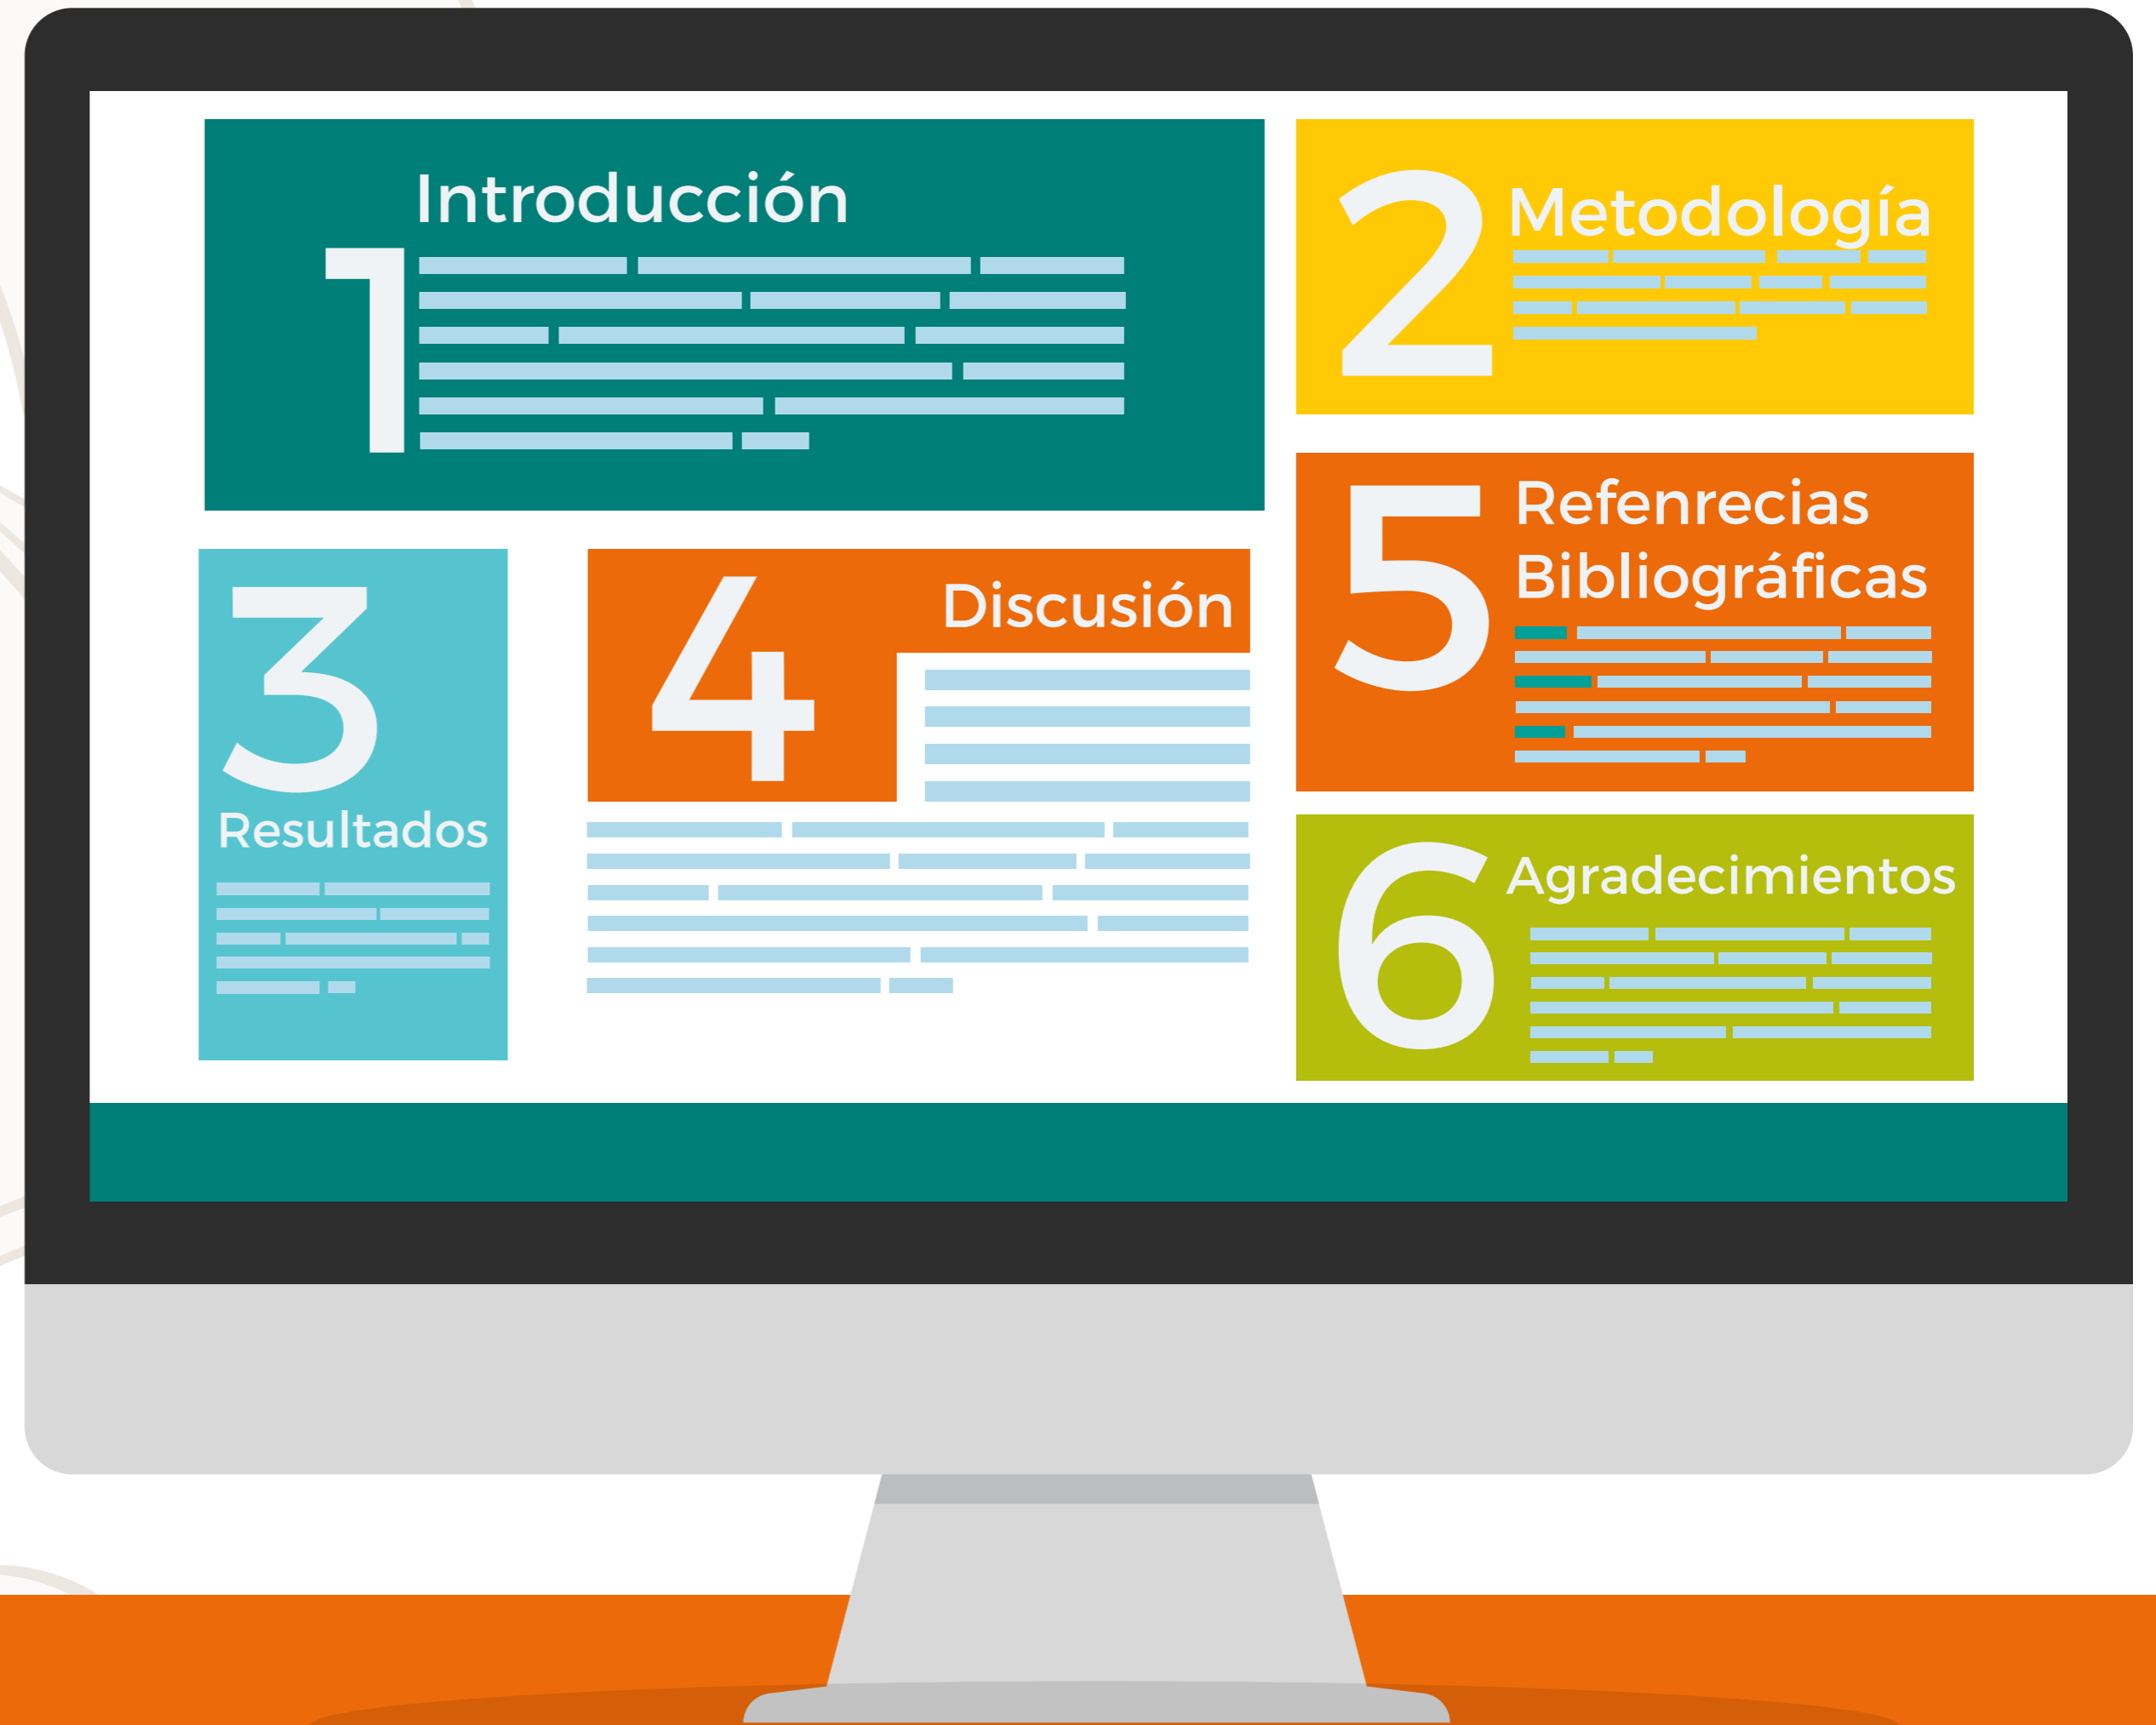 1
Introducción
2
Metodología
3
Resultados
4
Discusión
5
Refenrecias
Bibliográficas
6
Agradecimientos